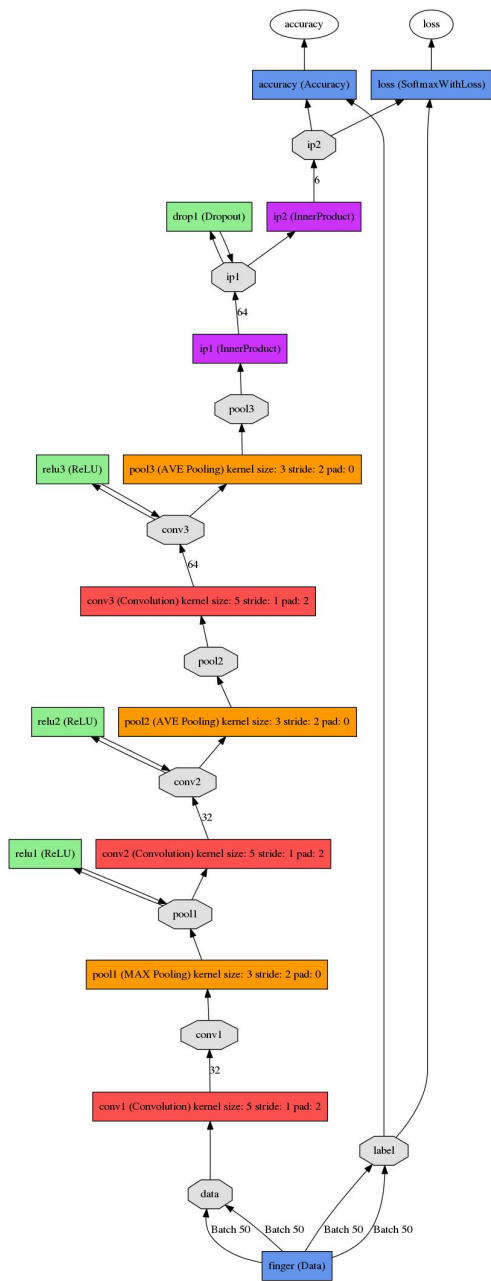 accuracy
loss
accuracy (Accuracy)
loss (SoftmaxWithLoss)
ip2
6
drop1 (Dropout)
ip2 (InnerProduct)
ip1
64
ip1 (InnerProduct)
pool3
relu3 (ReLU)
pool3 (AVE Pooling) kernel size: 3 stride: 2 pad: 0
conv3
64
conv3 (Convolution) kernel size: 5 stride: 1 pad: 2
pool2
relu2 (ReLU)
pool2 (AVE Pooling) kernel size: 3 stride: 2 pad: 0
conv2
32
relu1 (ReLU)
conv2 (Convolution) kernel size: 5 stride: 1 pad: 2
pool1
pool1 (MAX Pooling) kernel size: 3 stride: 2 pad: 0
conv1
32
conv1 (Convolution) kernel size: 5 stride: 1 pad: 2
label
data
Batch 50
Batch 50
Batch 50
Batch 50
finger (Data)